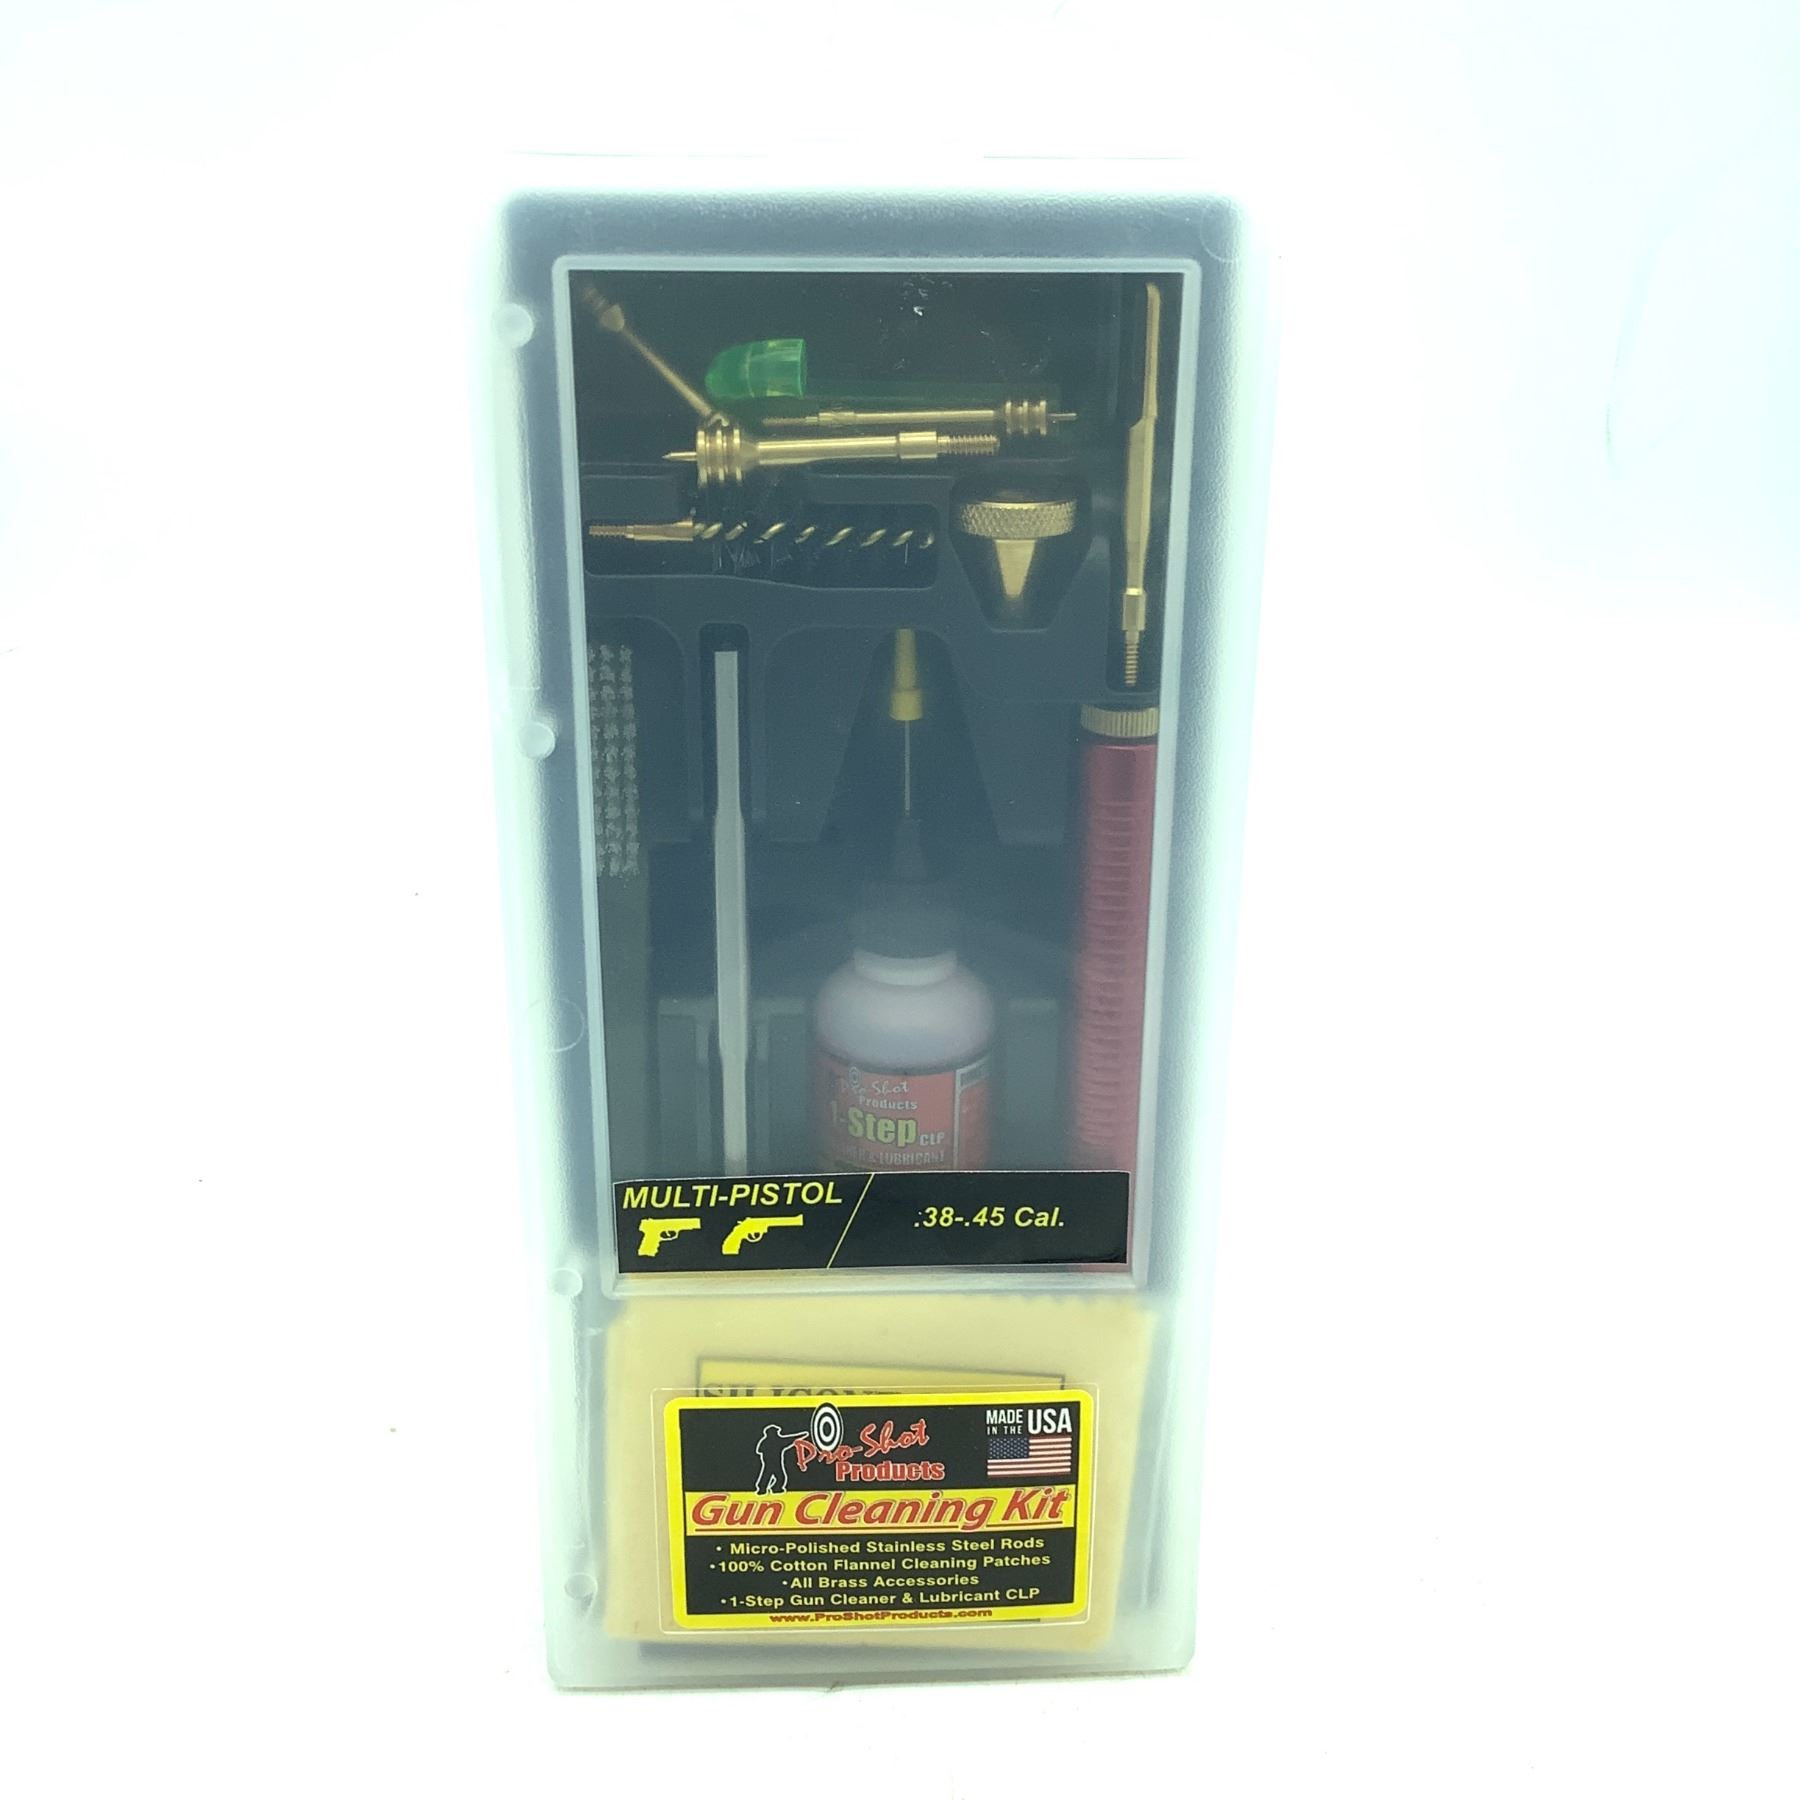 Pro-Shot
Products
1-Step CLP
& LUBRICANT
MULTI-PISTOL
.38-.45 Cal.
Pro-Shot
Products
MADE
IN THE
USA
Gun Cleaning Kit
• Micro-Polished Stainless Steel Rods
• 100% Cotton Flannel Cleaning Patches
• All Brass Accessories
• 1-Step Gun Cleaner & Lubricant CLP
www.ProShotProducts.com